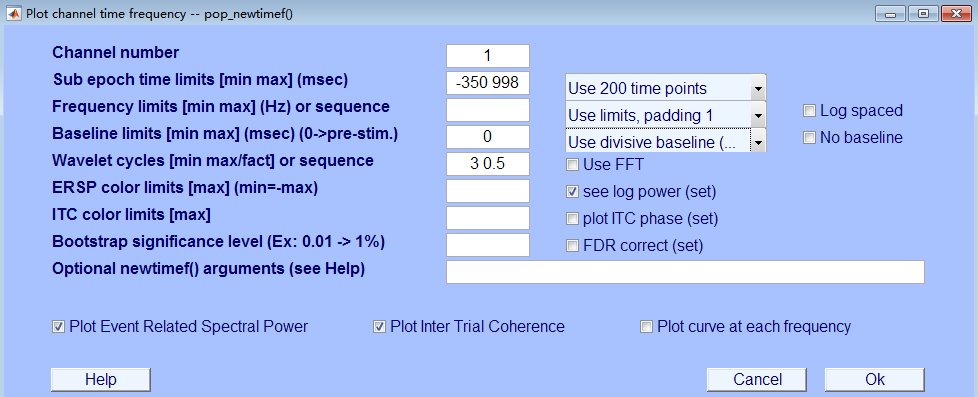 Plot channel time frequency -- pop_newtimef()
Channel number 1
Sub epoch time limits [min max] (msec) -350 998 Use 200 time points
Frequency limits [min max] (Hz) or sequence Use limits, padding 1 Log spaced
Baseline limits [min max] (msec) (0->pre-stim.) 0 Use divisive baseline (... No baseline
Wavelet cycles [min max/fact] or sequence 3 0.5 Use FFT
ERSP color limits [max] (min=-max) see log power (set)
ITC color limits [max] plot ITC phase (set)
Bootstrap significance level (Ex: 0.01 -> 1%) FDR correct (set)
Optional newtimef() arguments (see Help)
Plot Event Related Spectral Power Plot Inter Trial Coherence Plot curve at each frequency
Help Cancel Ok